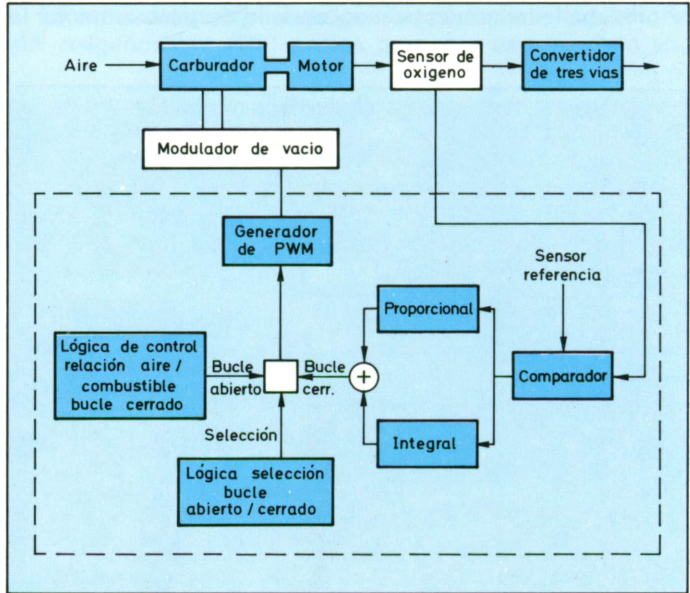 Aire
Carburador
Motor
Sensor de
oxigeno
Convertidor
de tres vias
Modulador de vacio
Generador
de PWM
Sensor
referencia
Proporcional
Lógica de control
relación aire /
combustible
bucle cerrado
Bucle
abierto
Bucle
cerr.
+
Comparador
Selección
Integral
Lógica selección
bucle
abierto / cerrado